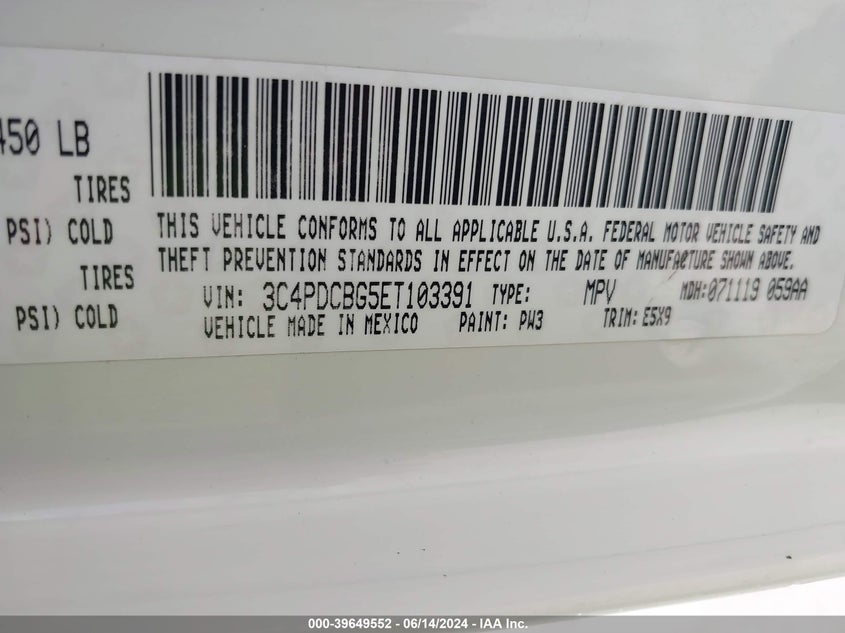 450 LB
TIRES
PSI) COLD
TIRES
PSI) COLD
THIS VEHICLE CONFORMS TO ALL APPLICABLE U.S.A. FEDERAL MOTOR VEHICLE SAFETY AND
THEFT PREVENTION STANDARDS IN EFFECT ON THE DATE OF MANUFACTURE SHOWN ABOVE.
VIN: 3C4PDCBG5ET103391 TYPE: MPV MDH:071119 059AA
VEHICLE MADE IN MEXICO PAINT: PW3 TRIM: E5X9
000-39649552 - 06/14/2024 - IAA Inc.